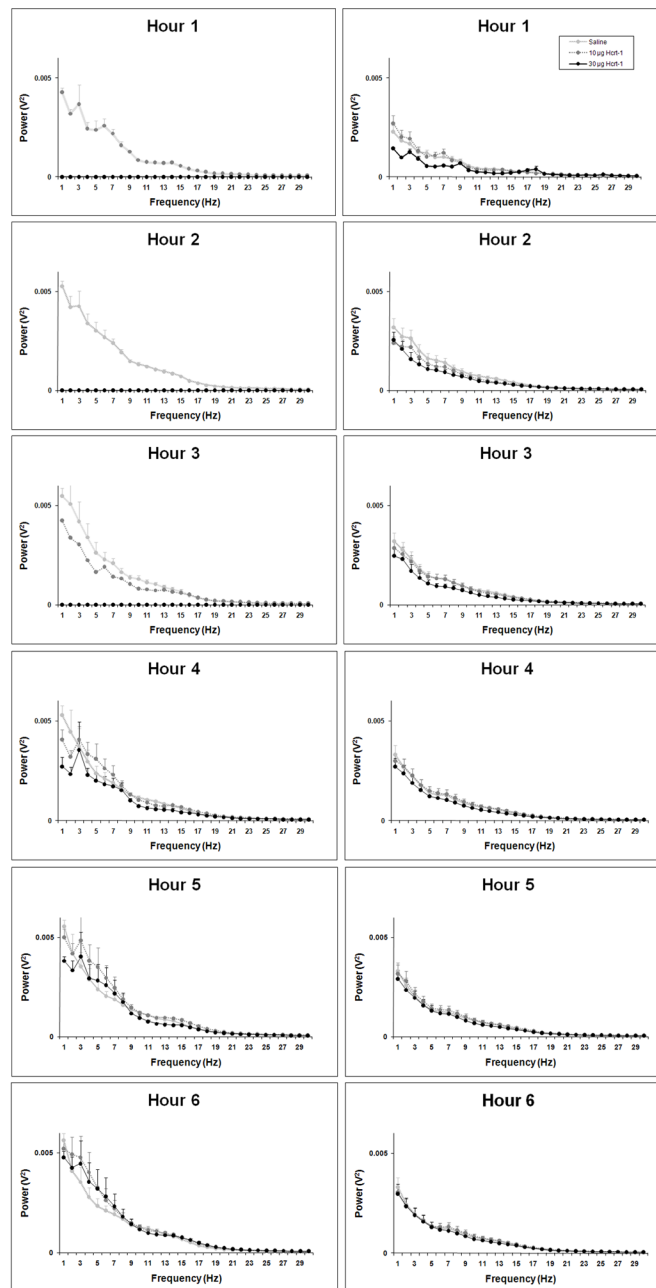 Hour 1
0.005
Power (V²)
0
1 3 5 7 9 11 13 15 17 19 21 23 25 27 29
Frequency (Hz)
Hour 1
Saline
10 µg Hcrt-1
30 µg Hcrt-1
0.005
Power (V²)
0
1 3 5 7 9 11 13 15 17 19 21 23 25 27 29
Frequency (Hz)
Hour 2
0.005
Power (V²)
0
1 3 5 7 9 11 13 15 17 19 21 23 25 27 29
Frequency (Hz)
Hour 2
0.005
Power (V²)
0
1 3 5 7 9 11 13 15 17 19 21 23 25 27 29
Frequency (Hz)
Hour 3
0.005
Power (V²)
0
1 3 5 7 9 11 13 15 17 19 21 23 25 27 29
Frequency (Hz)
Hour 3
0.005
Power (V²)
0
1 3 5 7 9 11 13 15 17 19 21 23 25 27 29
Frequency (Hz)
Hour 4
0.005
Power (V²)
0
1 3 5 7 9 11 13 15 17 19 21 23 25 27 29
Frequency (Hz)
Hour 4
0.005
Power (V²)
0
1 3 5 7 9 11 13 15 17 19 21 23 25 27 29
Frequency (Hz)
Hour 5
0.005
Power (V²)
0
1 3 5 7 9 11 13 15 17 19 21 23 25 27 29
Frequency (Hz)
Hour 5
0.005
Power (V²)
0
1 3 5 7 9 11 13 15 17 19 21 23 25 27 29
Frequency (Hz)
Hour 6
0.005
Power (V²)
0
1 3 5 7 9 11 13 15 17 19 21 23 25 27 29
Frequency (Hz)
Hour 6
0.005
Power (V²)
0
1 3 5 7 9 11 13 15 17 19 21 23 25 27 29
Frequency (Hz)